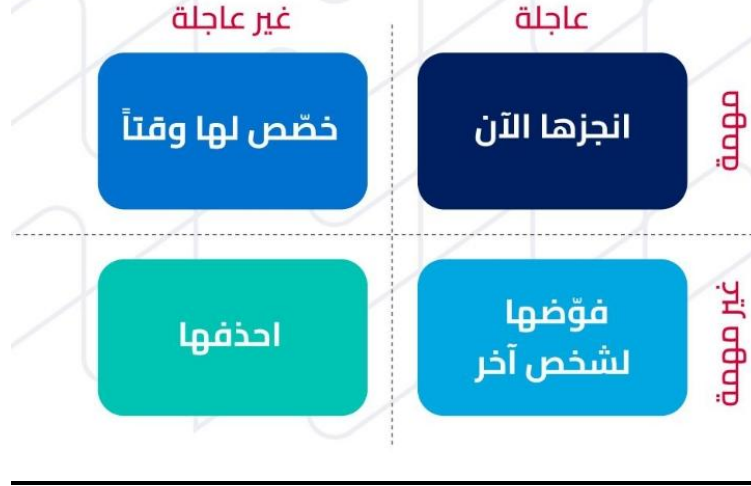 عاجلة
غير عاجلة
مهمة
انجزها الآن
خصّص لها وقتاً
غير مهمة
فوّضها
لشخص آخر
احذفها